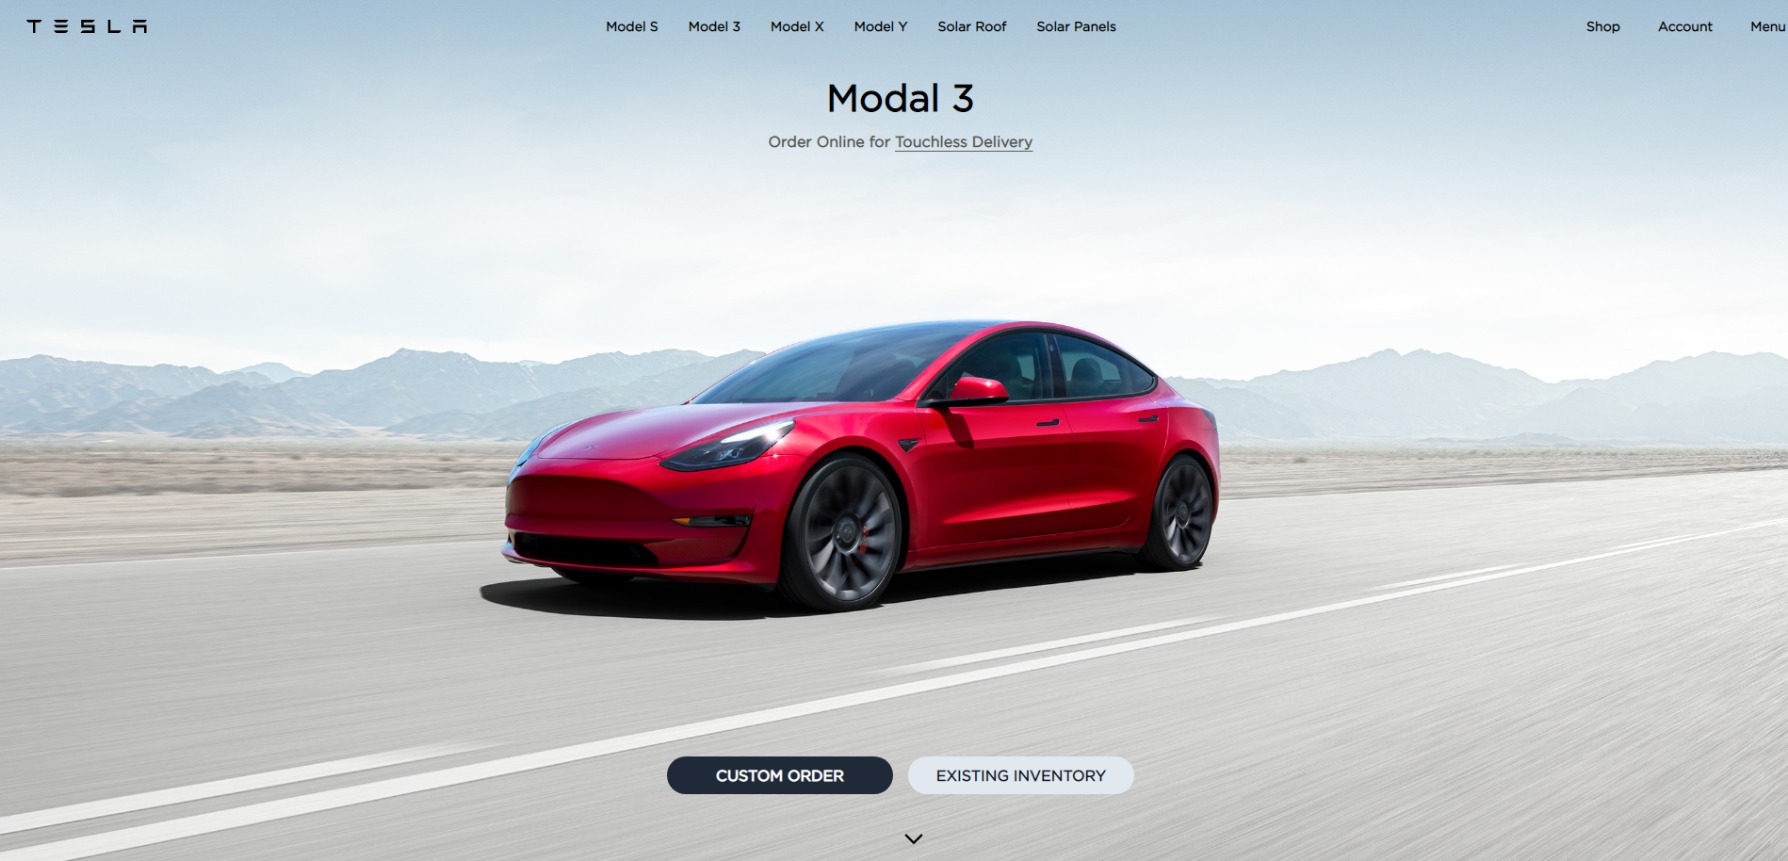 TESLA Model S Model 3 Model X Model Y Solar Roof Solar Panels Shop Account Menu
Modal 3
Order Online for Touchless Delivery
CUSTOM ORDER EXISTING INVENTORY